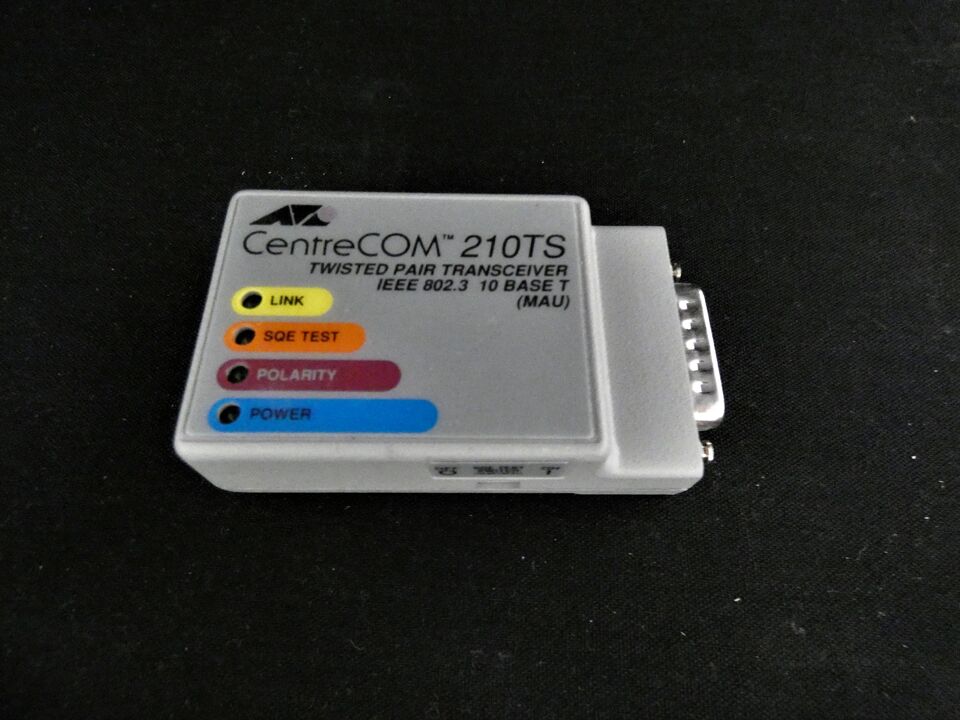 CentreCOM™ 210TS
TWISTED PAIR TRANSCEIVER
IEEE 802.3 10 BASE T
(MAU)
LINK
SQE TEST
POLARITY
POWER